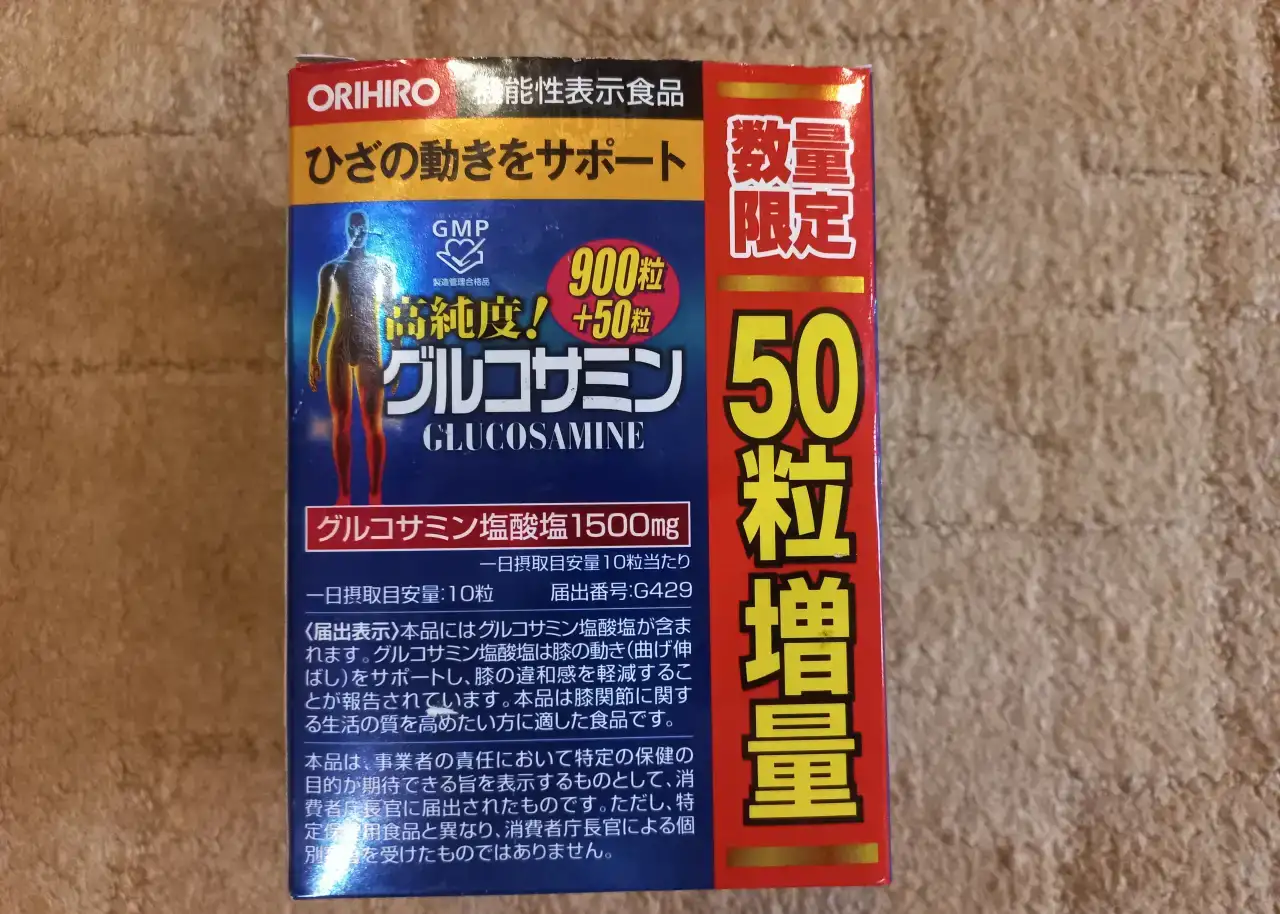 ORIHIRO
機能性表示食品
ひざの動きをサポート
GMP
製造管理合格品
900粒
+50粒
高純度!
グルコサミン
GLUCOSAMINE
グルコサミン塩酸塩1500mg
一日摂取目安量10粒当たり
一日摂取目安量:10粒 届出番号:G429
〈届出表示〉本品にはグルコサミン塩酸塩が含ま
れます。グルコサミン塩酸塩は膝の動き(曲げ伸
ばし)をサポートし、膝の違和感を軽減するこ
とが報告されています。本品は膝関節に関す
る生活の質を高めたい方に適した食品です。
本品は、事業者の責任において特定の保健の
目的が期待できる旨を表示するものとして、消
費者庁長官に届出されたものです。ただし、特
定保健用食品と異なり、消費者庁長官による個
別審査を受けたものではありません。
数量
限定
50粒増量